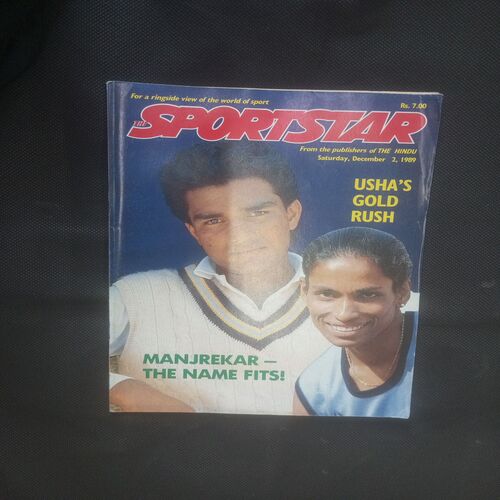 For a ringside view of the world of sport
Rs. 7.00
THE SPORTSTAR
From the publishers of THE HINDU
Saturday, December 2, 1989
USHA'S
GOLD
RUSH
MANJREKAR —
THE NAME FITS!